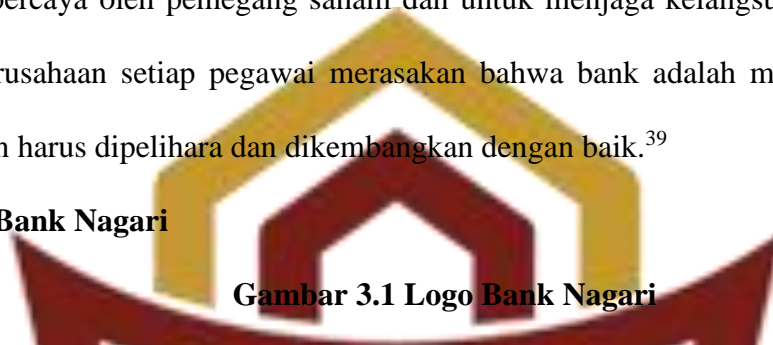 percaya oleh pemegang saham dan untuk menjaga kelangsu
rusahaan setiap pegawai merasakan bahwa bank adalah m
n harus dipelihara dan dikembangkan dengan baik.39
Bank Nagari
Gambar 3.1 Logo Bank Nagari